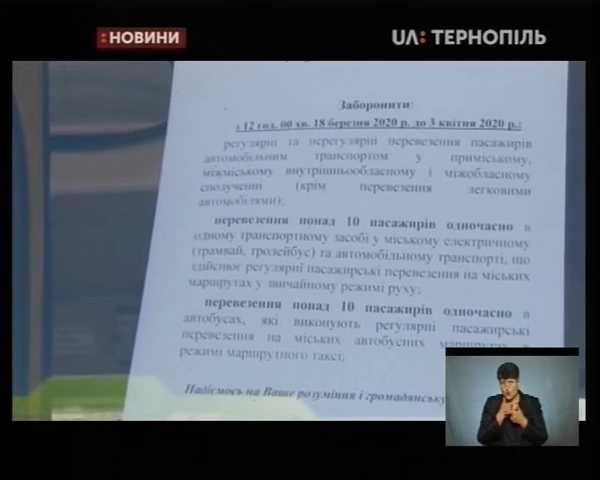 :НОВИНИ
UA: ТЕРНОПІЛЬ
Заборонити:
з 12 год. 00 хв. 18 березня 2020 р. до 3 квітня 2020 р.:
регулярні та нерегулярні перевезення пасажирів
автомобільним транспортом у приміському,
міжміському внутрішньообласному і міжобласному
сполученні (крім перевезення легковими
автомобілями);
перевезення понад 10 пасажирів одночасно в
одному транспортному засобі у міському електричному
(трамвай, тролейбус) та автомобільному транспорті, що
здійснює регулярні пасажирські перевезення на міських
маршрутах у звичайному режимі руху;
перевезення понад 10 пасажирів одночасно в
автобусах, які виконують регулярні пасажирські
перевезення на міських автобусних маршрутах в
режимі маршрутного таксі;
Надіємось на Ваше розуміння і громадянську